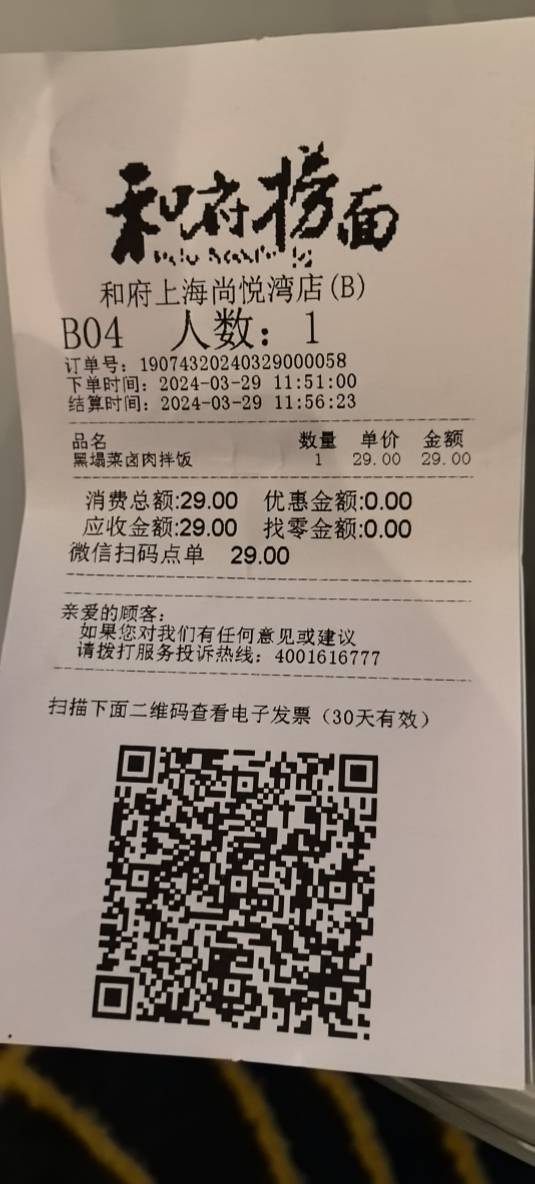 和府捞面
和府上海尚悦湾店(B)
B04 人数：1
订单号：19074320240329000058
下单时间：2024-03-29 11:51:00
结算时间：2024-03-29 11:56:23
品名 数量 单价 金额
黑塌菜卤肉拌饭 1 29.00 29.00
消费总额:29.00 优惠金额:0.00
应收金额:29.00 找零金额:0.00
微信扫码点单 29.00
亲爱的顾客：
如果您对我们有任何意见或建议
请拨打服务投诉热线：4001616777
扫描下面二维码查看电子发票（30天有效）